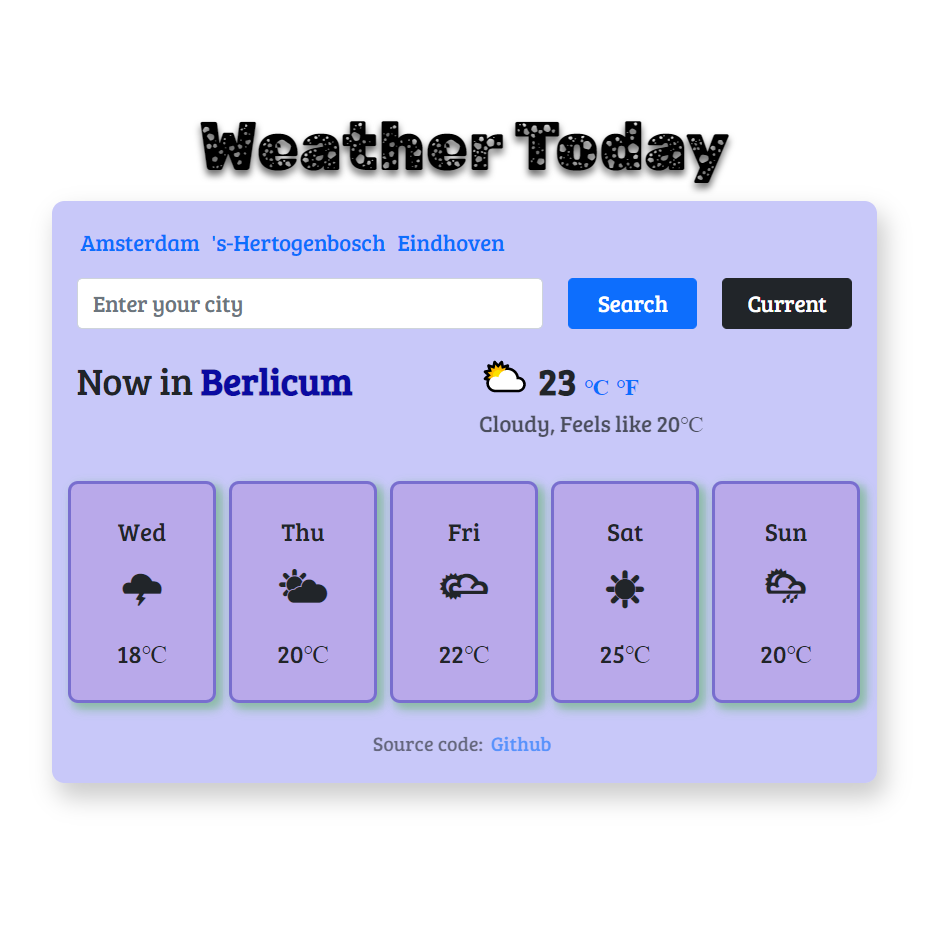 Weather Today
Amsterdam 's-Hertogenbosch Eindhoven
Enter your city Search Current
Now in Berlicum 23 °C °F
Cloudy, Feels like 20°C
Wed Thu Fri Sat Sun
18°C 20°C 22°C 25°C 20°C
Source code: Github